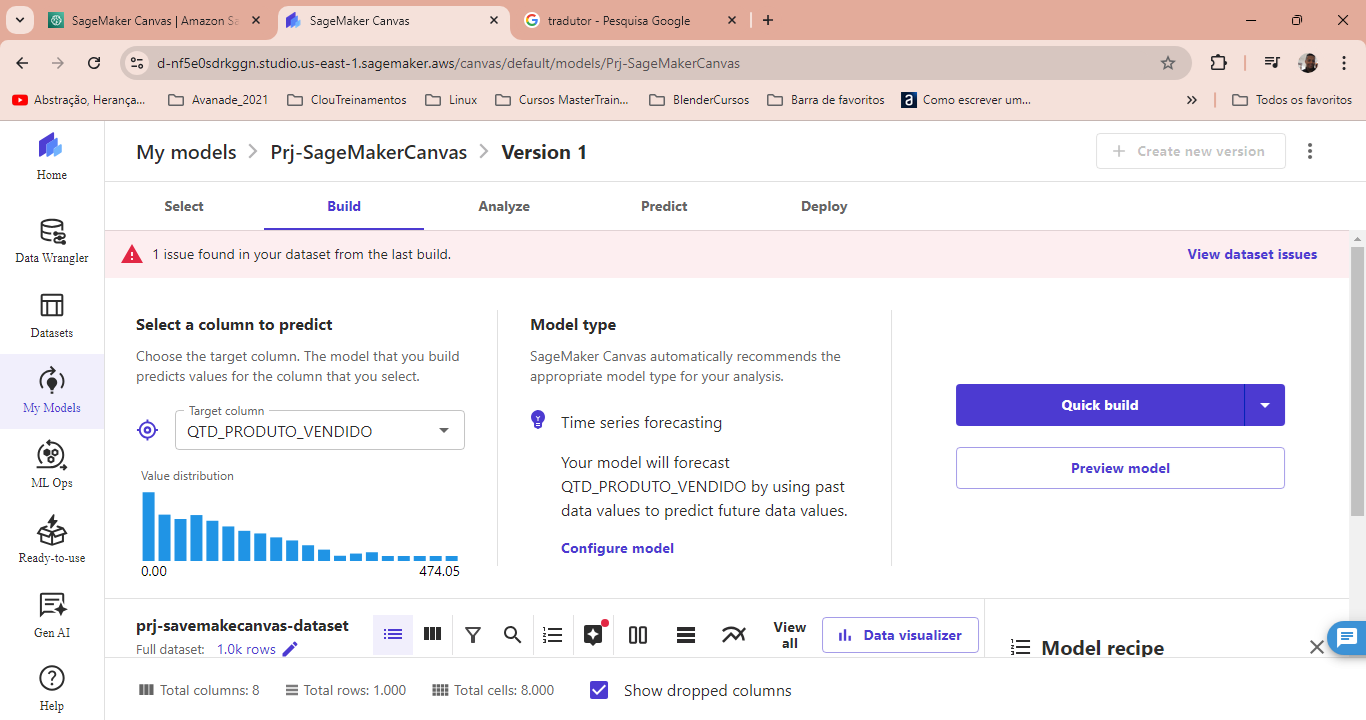 SageMaker Canvas | Amazon Sa
SageMaker Canvas
tradutor - Pesquisa Google
d-nf5e0sdrkggn.studio.us-east-1.sagemaker.aws/canvas/default/models/Prj-SageMakerCanvas
Abstração, Herança...
Avanade_2021
ClouTreinamentos
Linux
Cursos MasterTrain...
BlenderCursos
Barra de favoritos
Como escrever um...
Todos os favoritos
Home
Data Wrangler
Datasets
My Models
ML Ops
Ready-to-use
Gen AI
Help
My models > Prj-SageMakerCanvas > Version 1
+ Create new version
Select
Build
Analyze
Predict
Deploy
1 issue found in your dataset from the last build.
View dataset issues
Select a column to predict
Choose the target column. The model that you build
predicts values for the column that you select.
Target column
QTD_PRODUTO_VENDIDO
Value distribution
0.00
474.05
Model type
SageMaker Canvas automatically recommends the
appropriate model type for your analysis.
Time series forecasting
Your model will forecast
QTD_PRODUTO_VENDIDO by using past
data values to predict future data values.
Configure model
Quick build
Preview model
prj-savemakecanvas-dataset
Full dataset: 1.0k rows
View
all
Data visualizer
Model recipe
Total columns: 8
Total rows: 1.000
Total cells: 8.000
Show dropped columns